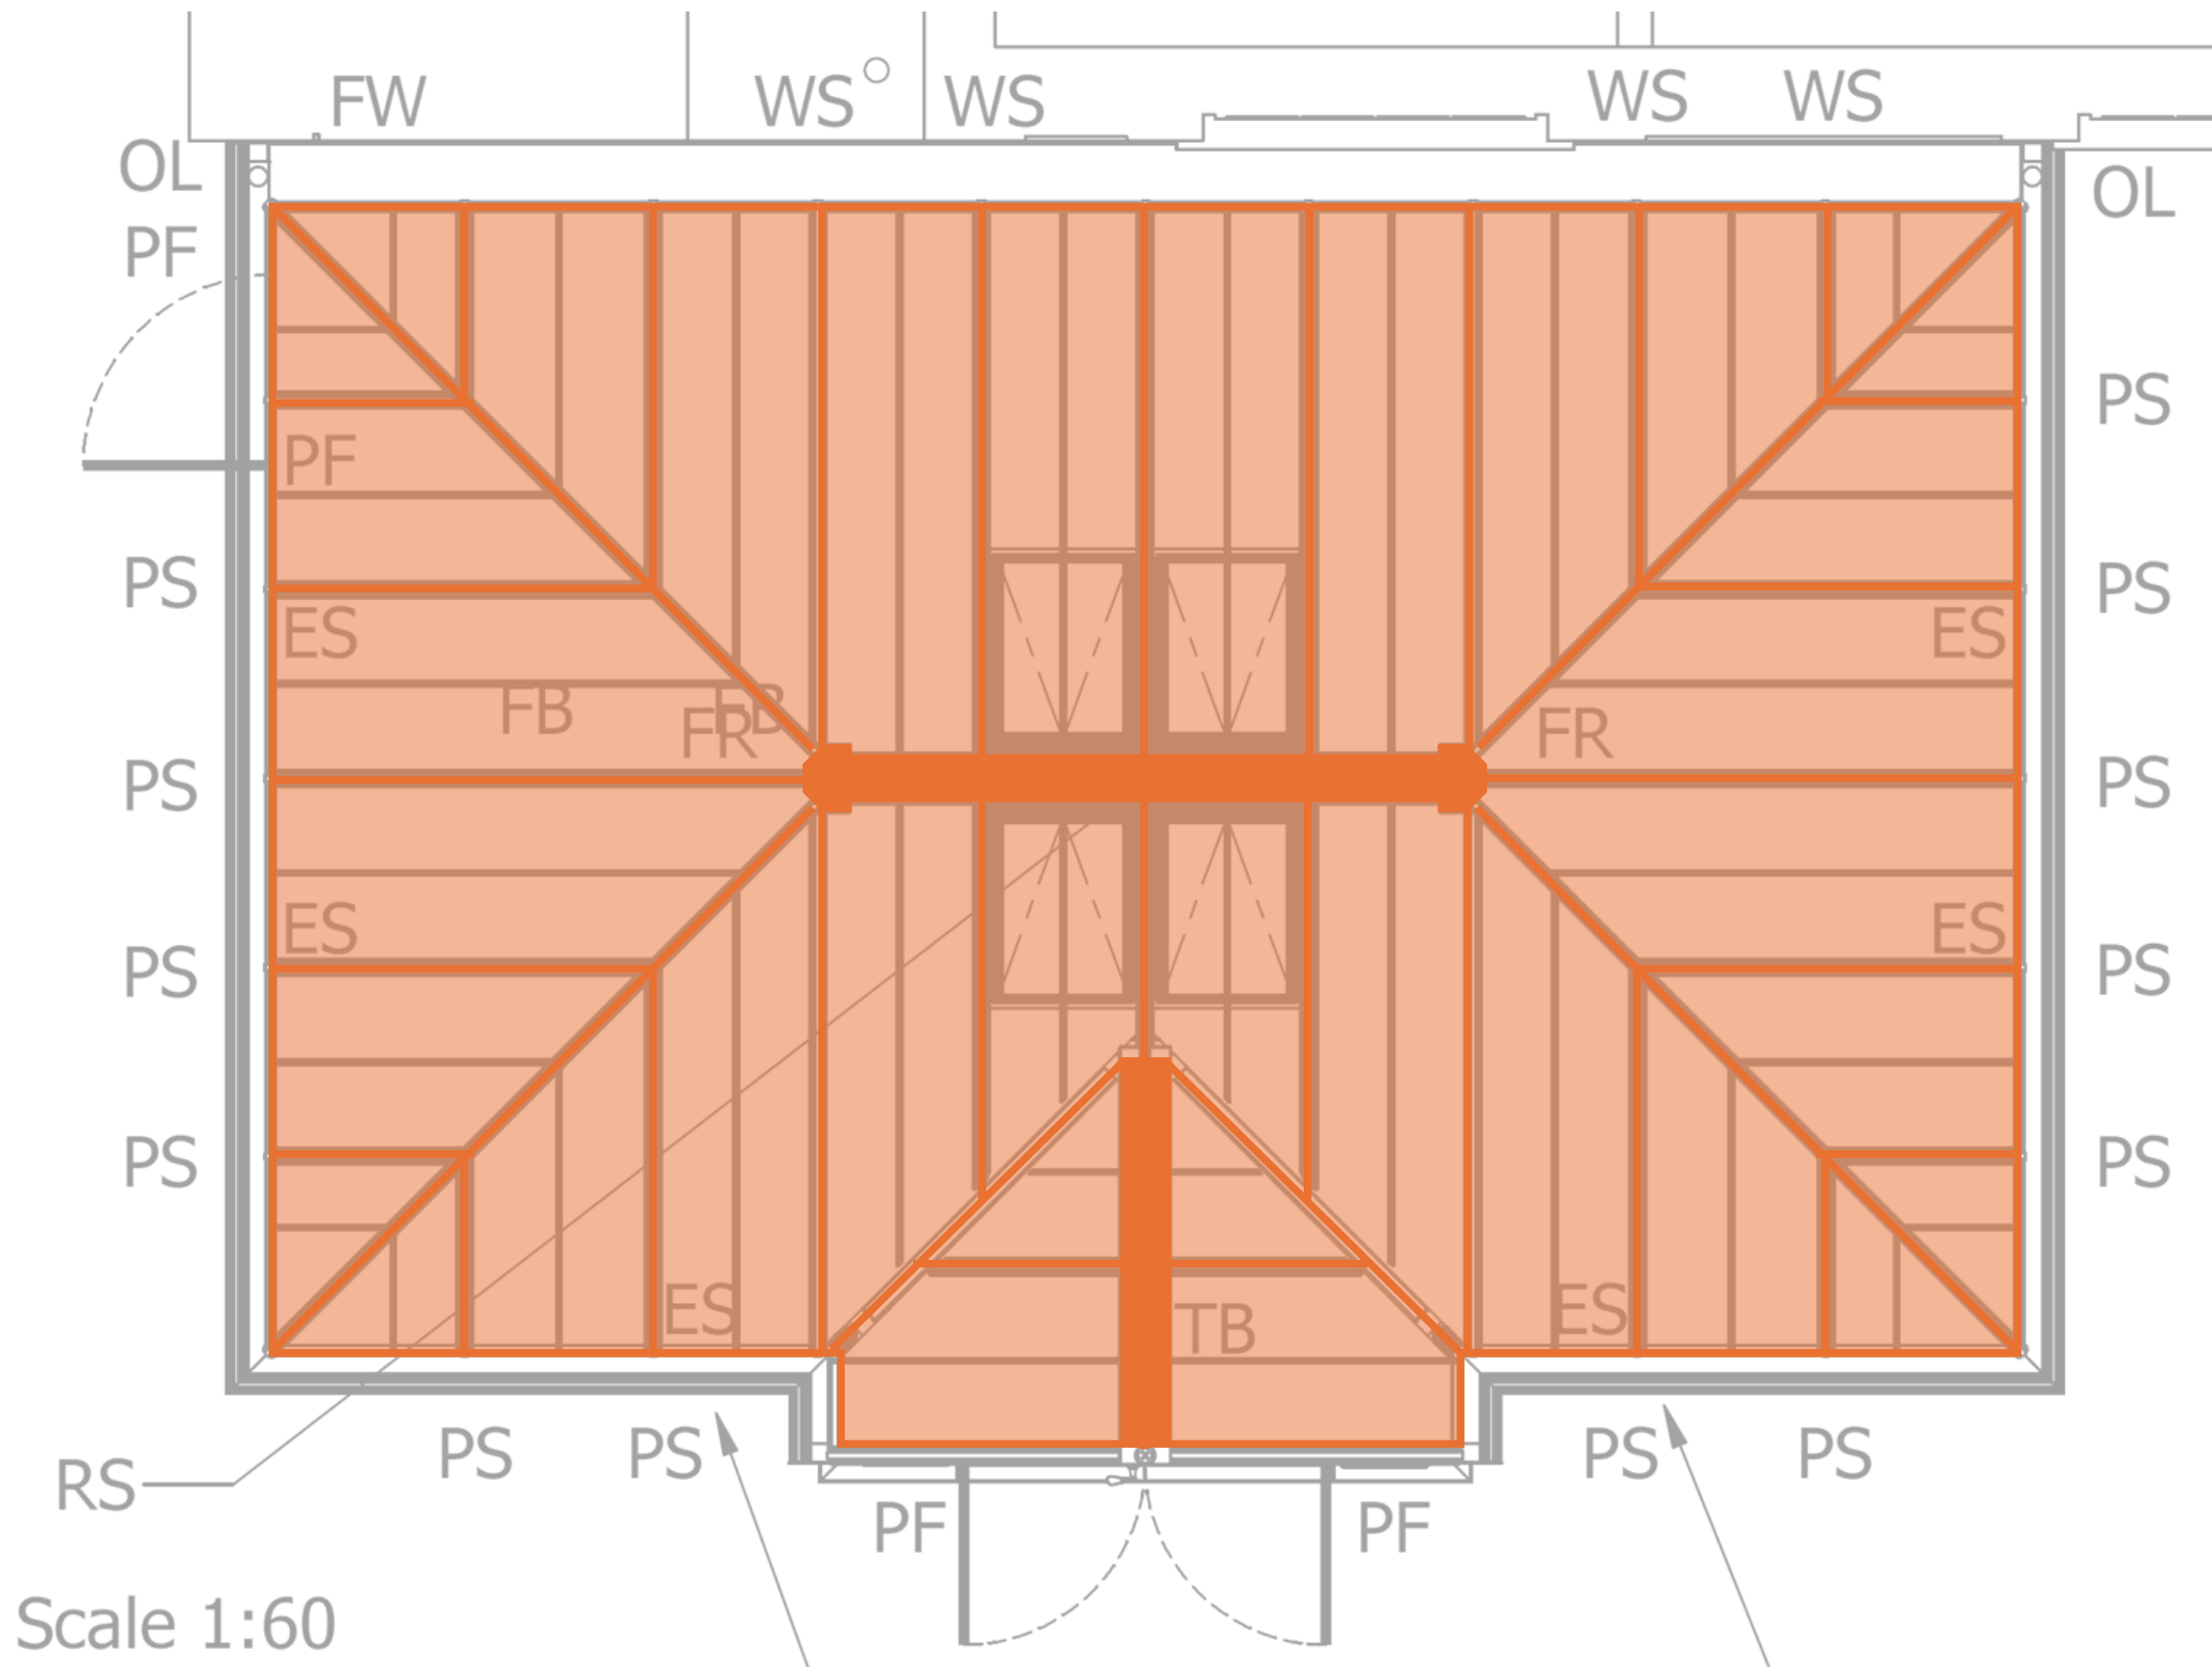 FW WS WS WS WS
OL OL
PF
PS
PF
PS PS
ES ES
FB FB
FR FR
PS PS
ES ES
PS PS
PS PS
ES TB ES
PS PS PS PS
RS
PF PF
Scale 1:60